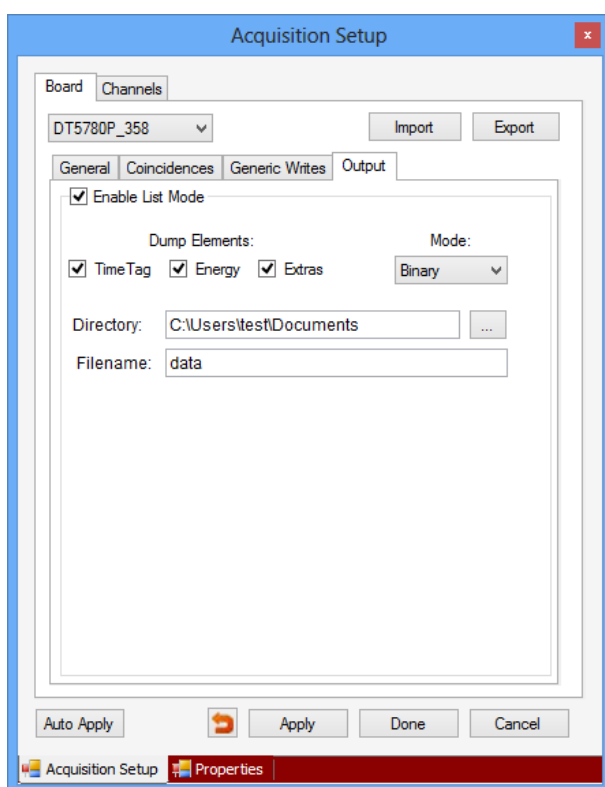 Acquisition Setup
x
Board Channels
DT5780P_358 Import Export
General Coincidences Generic Writes Output
Enable List Mode
Dump Elements: Mode:
TimeTag Energy Extras Binary
Directory: C:\Users\test\Documents ...
Filename: data
Auto Apply Apply Done Cancel
Acquisition Setup Properties